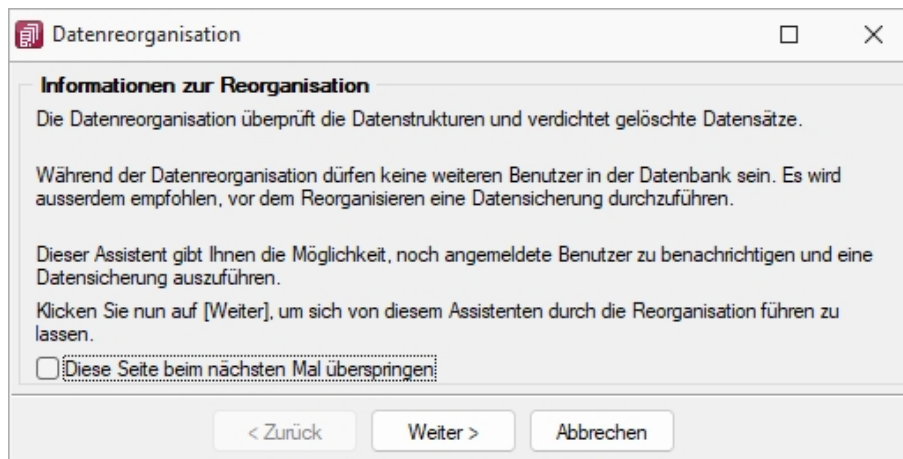 Datenreorganisation
Informationen zur Reorganisation
Die Datenreorganisation überprüft die Datenstrukturen und verdichtet gelöschte Datensätze.
Während der Datenreorganisation dürfen keine weiteren Benutzer in der Datenbank sein. Es wird
ausserdem empfohlen, vor dem Reorganisieren eine Datensicherung durchzuführen.
Dieser Assistent gibt Ihnen die Möglichkeit, noch angemeldete Benutzer zu benachrichtigen und eine
Datensicherung auszuführen.
Klicken Sie nun auf [Weiter], um sich von diesem Assistenten durch die Reorganisation führen zu
lassen.
Diese Seite beim nächsten Mal überspringen
< Zurück Weiter > Abbrechen